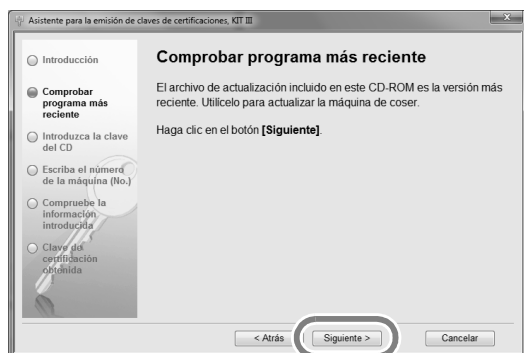 Asistente para la emisión de claves de certificaciones, KIT III
Introducción
Comprobar
programa más
reciente
Introduzca la clave
del CD
Escriba el número
de la máquina (No.)
Compruebe la
información
introducida
Clave de
certificación
obtenida
Comprobar programa más reciente
El archivo de actualización incluido en este CD-ROM es la versión más
reciente. Utilícelo para actualizar la máquina de coser.
Haga clic en el botón [Siguiente].
< Atrás
Siguiente >
Cancelar